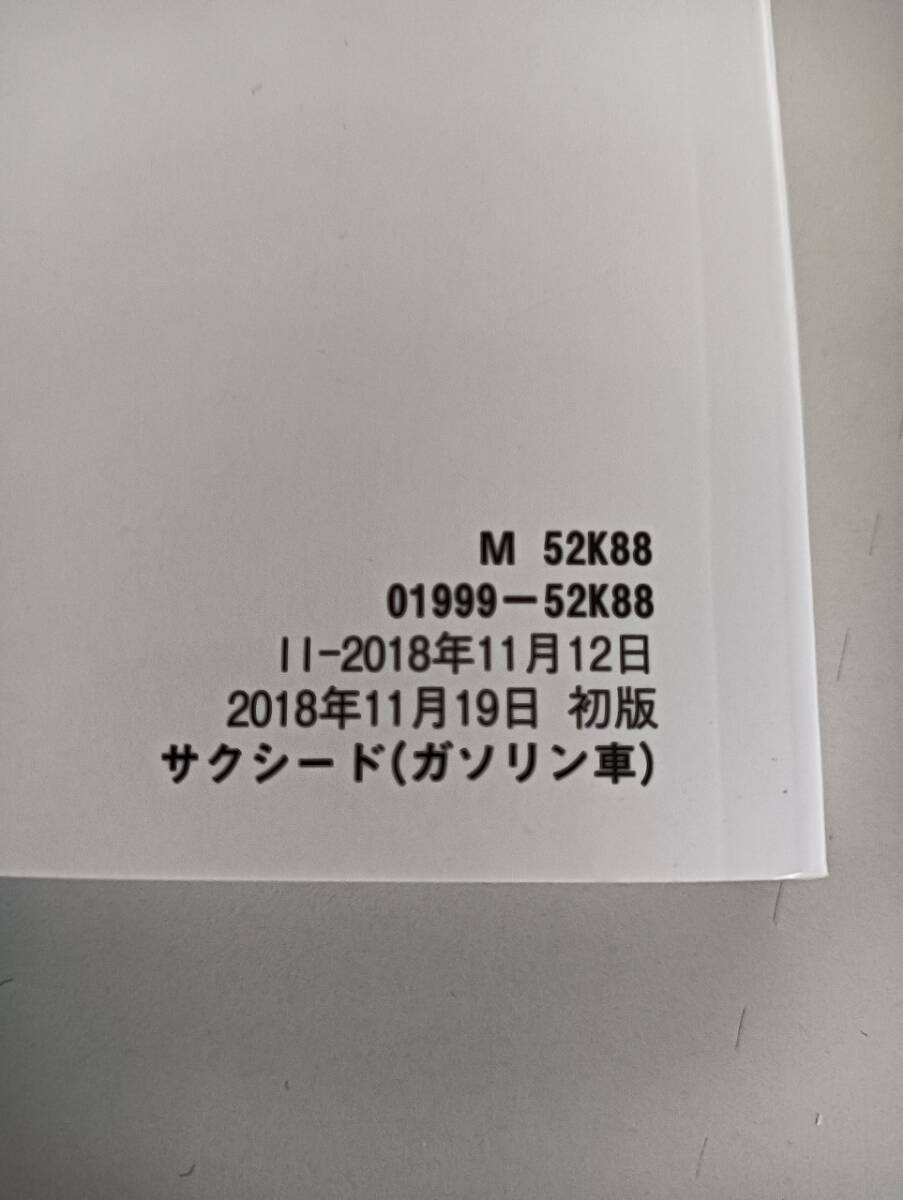 M 52K88
01999-52K88
II-2018年11月12日
2018年11月19日 初版
サクシード(ガソリン車)